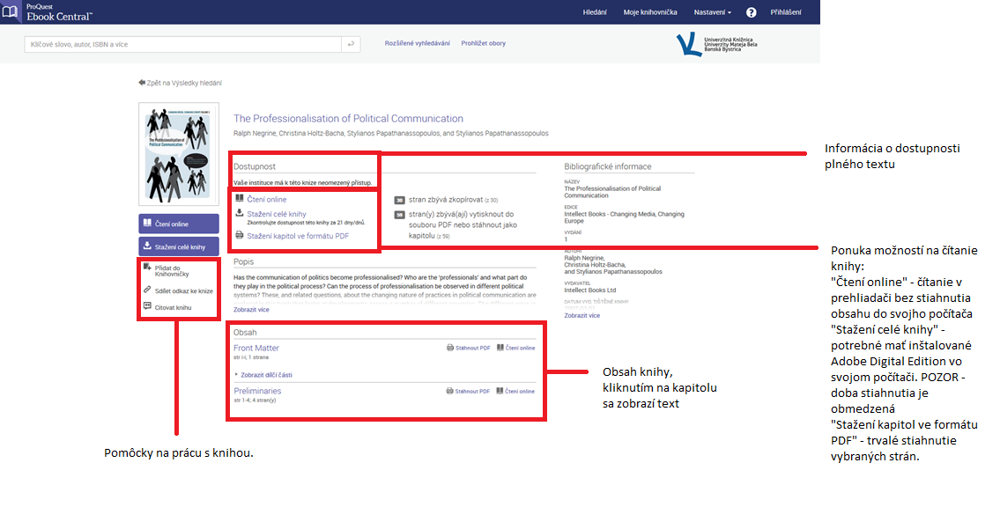 ProQuest
Ebook Central™
Hledání
Moje knihovnička
Nastavení
?
Přihlášení
Klíčové slovo, autor, ISBN a více
Rozšířené vyhledávání
Prohlížet obory
Univerzitná Knižnica
Univerzity Mateja Bela
Banská Bystrica
Zpět na Výsledky hledání
The Professionalisation of
Political Communication
Čtení online
Stažení celé knihy
Přidat do
Knihovničky
Sdílet odkaz ke knize
Citovat knihu
The Professionalisation of Political Communication
Ralph Negrine, Christina Holtz-Bacha, Stylianos Papathanassopoulos, and Stylianos Papathanassopoulos
Dostupnost
Vaše instituce má k této knize neomezený přístup.
Čtení online
Stažení celé knihy
Zkontrolujte dostupnost této knihy za 21 dny/dnů.
Stažení kapitol ve formátu PDF
30 stran zbývá zkopírovat (z 30)
59 stran(y) zbývá(ají) vytisknout do
souboru PDF nebo stáhnout jako
kapitolu (z 59)
Popis
Has the communication of politics become professionalised? Who are the 'professionals' and what part do
they play in the political process? Can the process of professionalisation be observed in different political
systems? These, and related questions, about the changing nature of practices in political communication are
Zobrazit více
Obsah
Front Matter
str i-i; 1 strana
Stáhnout PDF
Čtení online
Zobrazit dílčí části
Preliminaries
str 1-4; 4 stran(y)
Stáhnout PDF
Čtení online
Bibliografické informace
NÁZEV
The Professionalisation of Political
Communication
EDICE
Intellect Books - Changing Media, Changing
Europe
VYDÁNÍ
1
AUTOŘI
Ralph Negrine,
Christina Holtz-Bacha,
and Stylianos Papathanassopoulos
VYDAVATEL
Intellect Books Ltd
DATUM VYD. TIŠTĚNÉ KNIHY
Zobrazit více
Informácia o dostupnosti
plného textu
Ponuka možností na čítanie
knihy:
"Čtení online" - čítanie v
prehliadači bez stiahnutia
obsahu do svojho počítača
"Stažení celé knihy" -
potrebné mať inštalované
Adobe Digital Edition vo
svojom počítači. POZOR -
doba stiahnutia je
obmedzená
"Stažení kapitol ve formátu
PDF" - trvalé stiahnutie
vybraných strán.
Obsah knihy,
kliknutím na kapitolu
sa zobrazí text
Pomôcky na prácu s knihou.